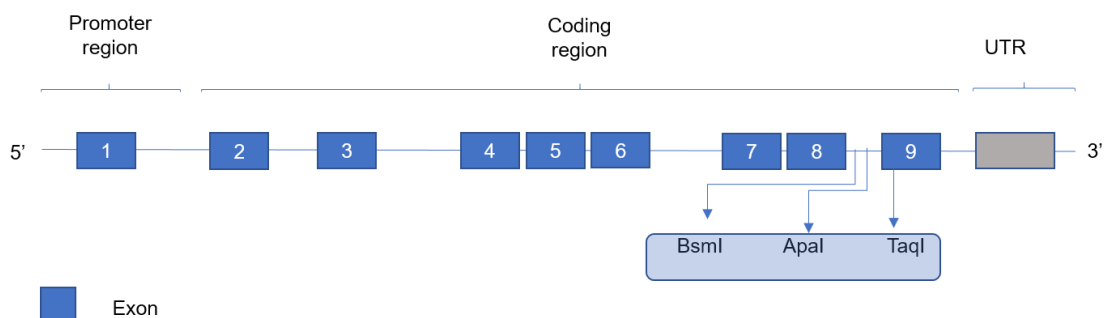 Promoter
region
Coding
region
UTR
5’ 1 2 3 4 5 6 7 8 9 3’
BsmI ApaI TaqI
Exon